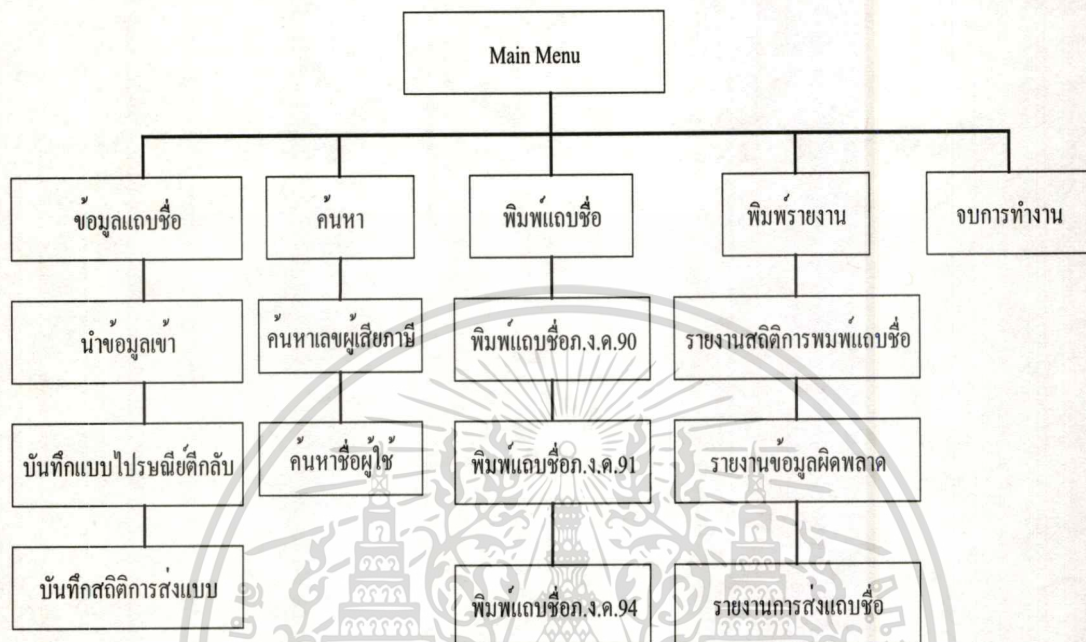 Main Menu
ข้อมูลแถบชื่อ
ค้นหา
พิมพ์แถบชื่อ
พิมพ์รายงาน
จบการทำงาน
นำข้อมูลเข้า
ค้นหาเลขผู้เสียภาษี
พิมพ์แถบชื่อภ.ง.ด.90
รายงานสถิติการพมพ์แถบชื่อ
บันทึกแบบไปรษณีย์ตีกลับ
ค้นหาชื่อผู้ใช้
พิมพ์แถบชื่อภ.ง.ด.91
รายงานข้อมูลผิดพลาด
บันทึกสถิติการส่งแบบ
พิมพ์แถบชื่อภ.ง.ด.94
รายงานการส่งแถบชื่อ